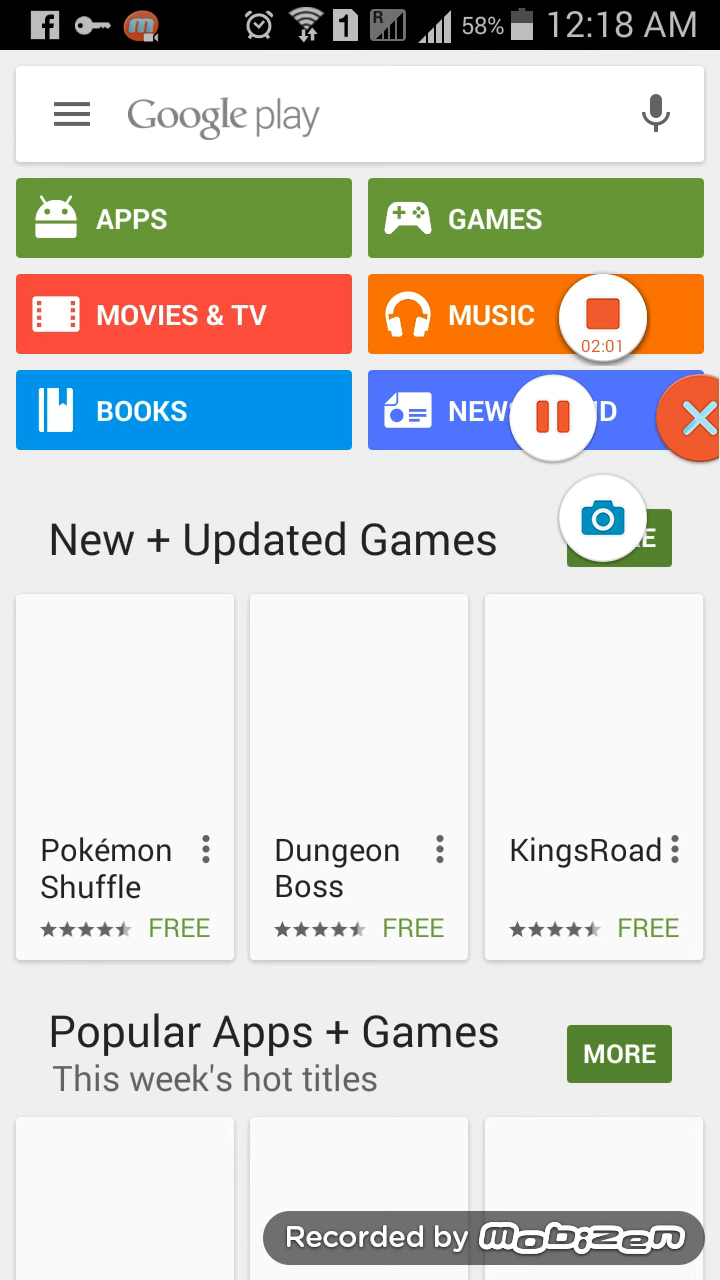 1 R 58% 12:18 AM
Google play
APPS
GAMES
MOVIES & TV
MUSIC
02:01
BOOKS
New + Updated Games
Pokémon
Shuffle
FREE
Dungeon
Boss
FREE
KingsRoad
FREE
Popular Apps + Games
MORE
This week's hot titles
Recorded by mobizen